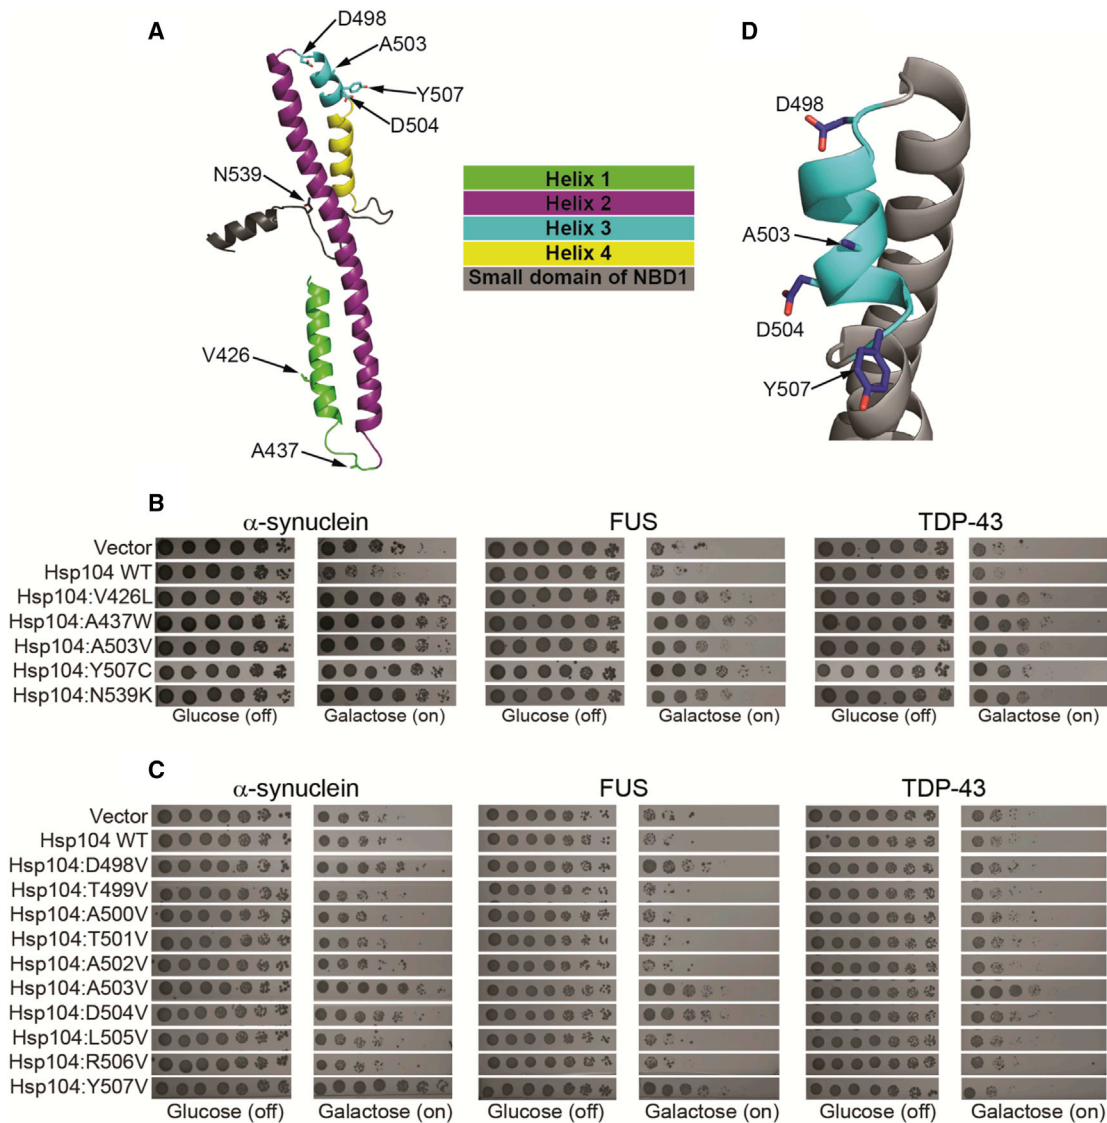 A
D498
A503
Y507
D504
N539
V426
A437
Helix 1
Helix 2
Helix 3
Helix 4
Small domain of NBD1
D
D498
A503
D504
Y507
B
α-synuclein
FUS
TDP-43
Vector
Hsp104 WT
Hsp104:V426L
Hsp104:A437W
Hsp104:A503V
Hsp104:Y507C
Hsp104:N539K
Glucose (off)
Galactose (on)
Glucose (off)
Galactose (on)
Glucose (off)
Galactose (on)
C
α-synuclein
FUS
TDP-43
Vector
Hsp104 WT
Hsp104:D498V
Hsp104:T499V
Hsp104:A500V
Hsp104:T501V
Hsp104:A502V
Hsp104:A503V
Hsp104:D504V
Hsp104:L505V
Hsp104:R506V
Hsp104:Y507V
Glucose (off)
Galactose (on)
Glucose (off)
Galactose (on)
Glucose (off)
Galactose (on)